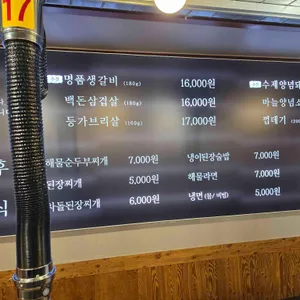 17
명품생갈비 (180g) 16,000원
백돈삼겹살 (180g) 16,000원
등가브리살 (160g) 17,000원
수제양념돼
마늘양념소
껍데기
후
식
해물순두부찌개 7,000원
된장찌개 5,000원
차돌된장찌개 6,000원
냉이된장술밥 7,000원
해물라면 7,000원
냉면 (물/비빔) 5,000원